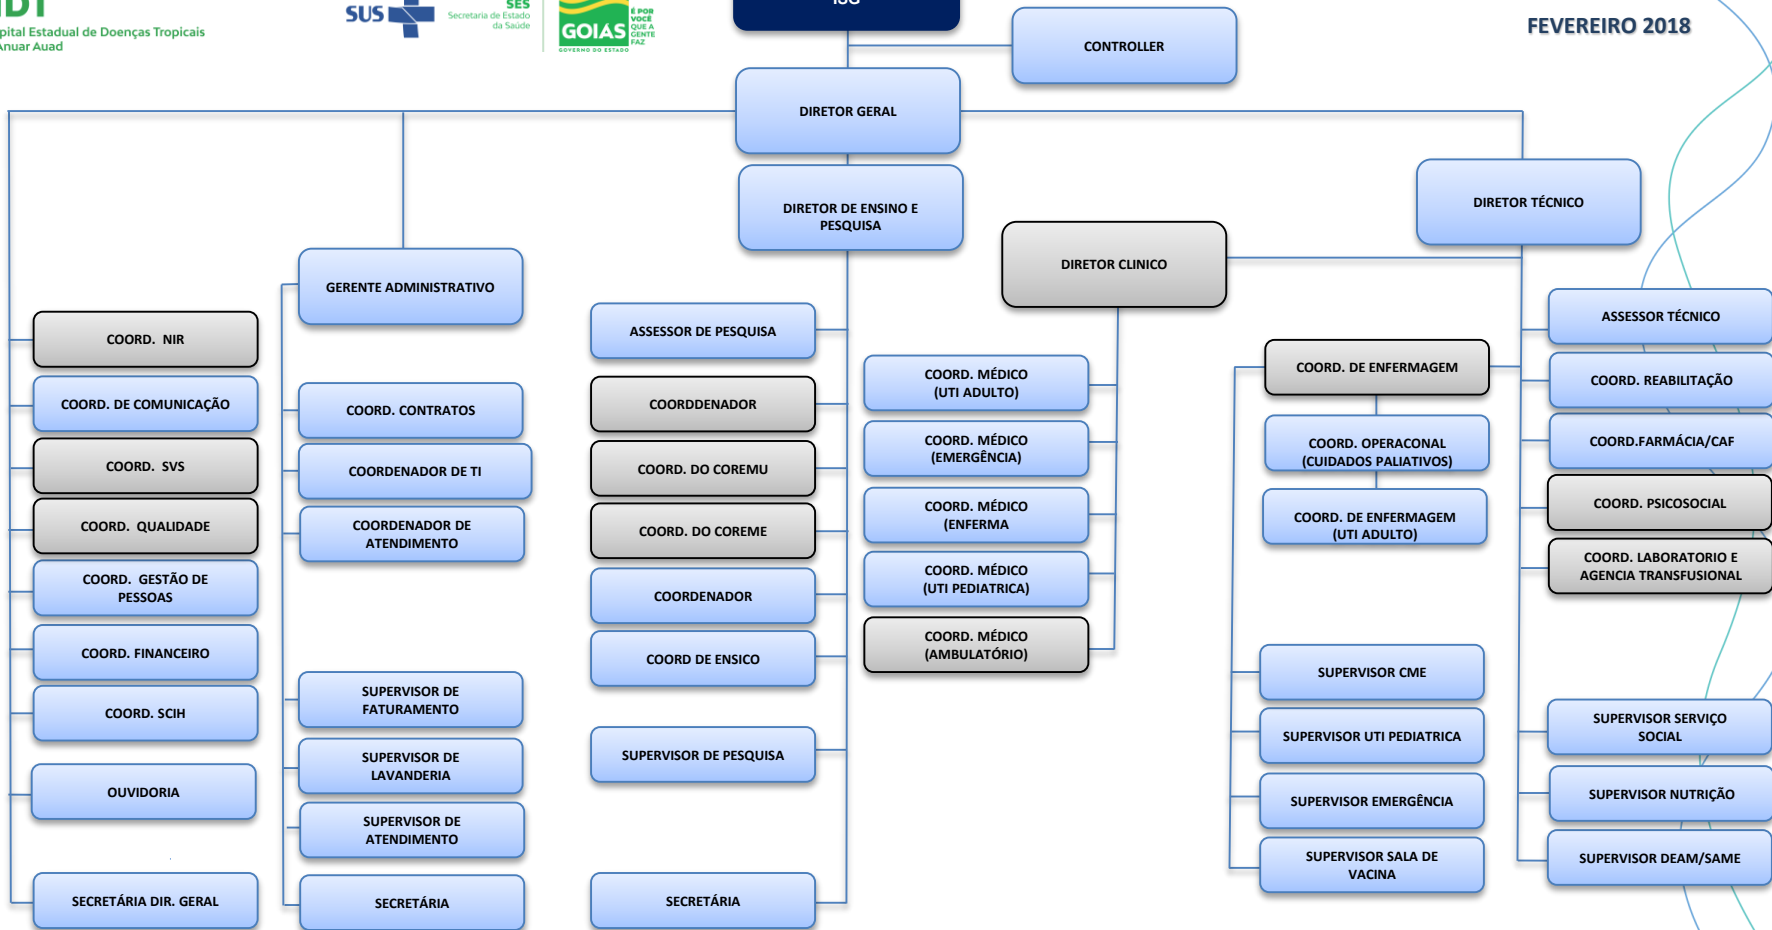 SUS
SES
Secretaria de Estado
da Saúde
GOIÁS
GOVERNO DO ESTADO
É POR
VOCÊ
QUE A
GENTE
FAZ
Anuar Auad
FEVEREIRO 2018
CONTROLLER
DIRETOR GERAL
DIRETOR DE ENSINO E
PESQUISA
DIRETOR TÉCNICO
DIRETOR CLINICO
GERENTE ADMINISTRATIVO
COORD. NIR
COORD. DE COMUNICAÇÃO
COORD. SVS
COORD. QUALIDADE
COORD. GESTÃO DE
PESSOAS
COORD. FINANCEIRO
COORD. SCIH
OUVIDORIA
SECRETÁRIA DIR. GERAL
COORD. CONTRATOS
COORDENADOR DE TI
COORDENADOR DE
ATENDIMENTO
SUPERVISOR DE
FATURAMENTO
SUPERVISOR DE
LAVANDERIA
SUPERVISOR DE
ATENDIMENTO
SECRETÁRIA
ASSESSOR DE PESQUISA
COORDDENADOR
COORD. DO COREMU
COORD. DO COREME
COORDENADOR
COORD DE ENSICO
SUPERVISOR DE PESQUISA
SECRETÁRIA
COORD. MÉDICO
(UTI ADULTO)
COORD. MÉDICO
(EMERGÊNCIA)
COORD. MÉDICO
(ENFERMA
COORD. MÉDICO
(UTI PEDIATRICA)
COORD. MÉDICO
(AMBULATÓRIO)
COORD. DE ENFERMAGEM
COORD. OPERACONAL
(CUIDADOS PALIATIVOS)
COORD. DE ENFERMAGEM
(UTI ADULTO)
SUPERVISOR CME
SUPERVISOR UTI PEDIATRICA
SUPERVISOR EMERGÊNCIA
SUPERVISOR SALA DE
VACINA
ASSESSOR TÉCNICO
COORD. REABILITAÇÃO
COORD.FARMÁCIA/CAF
COORD. PSICOSOCIAL
COORD. LABORATORIO E
AGENCIA TRANSFUSIONAL
SUPERVISOR SERVIÇO
SOCIAL
SUPERVISOR NUTRIÇÃO
SUPERVISOR DEAM/SAME